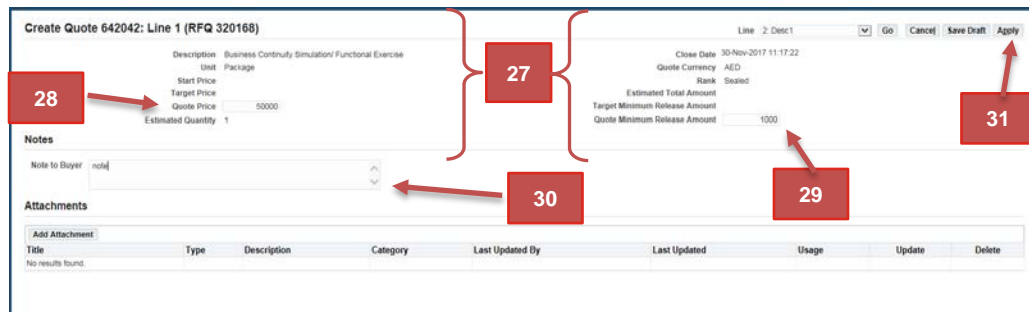 Create Quote 642042: Line 1 (RFQ 320168)
Line 2: Desc1 Go Cancel Save Draft Apply
Description Business Continuity Simulation/ Functional Exercise
Unit Package
Start Price
Target Price
Quote Price 50000
Estimated Quantity 1
27
Close Date 30-Nov-2017 11:17:22
Quote Currency AED
Rank Sealed
Estimated Total Amount
Target Minimum Release Amount
Quote Minimum Release Amount 1000
28
31
29
30
Notes
Note to Buyer note
Attachments
Add Attachment
Title Type Description Category Last Updated By Last Updated Usage Update Delete
No results found.